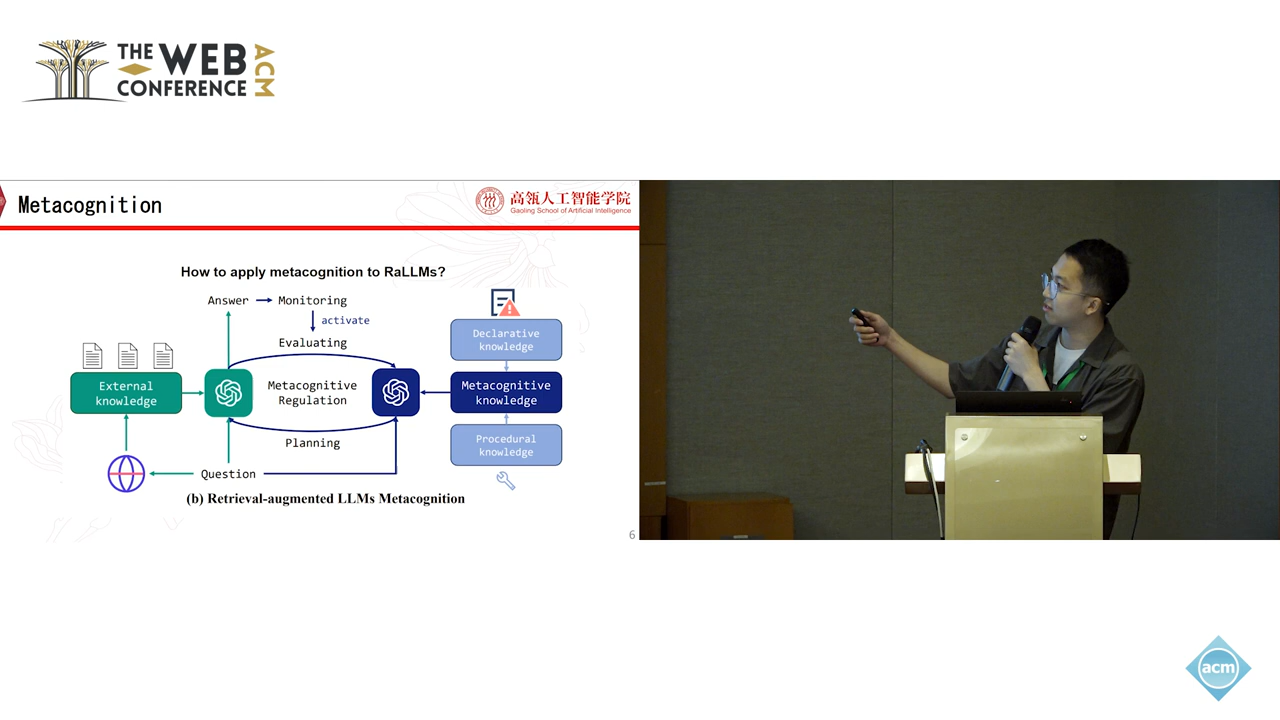 THE WEB
CONFERENCE
ACM
Metacognition
高瓴人工智能学院
Gaoling School of Artificial Intelligence
How to apply metacognition to RaLLMs?
Answer
Monitoring
activate
Evaluating
Declarative
knowledge
External
knowledge
Metacognitive
Regulation
Metacognitive
knowledge
Planning
Procedural
knowledge
Question
(b) Retrieval-augmented LLMs Metacognition
6
acm